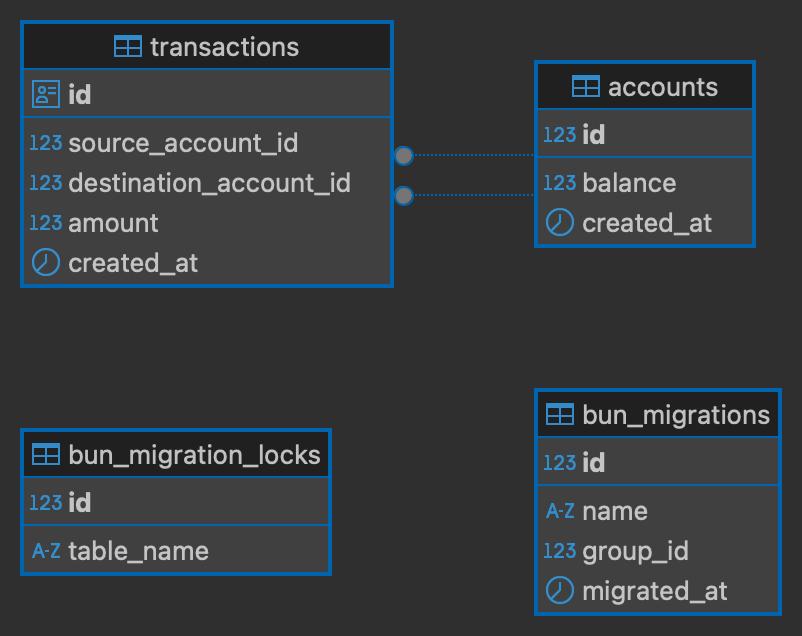 transactions
id
123 source_account_id
123 destination_account_id
123 amount
created_at
accounts
123 id
123 balance
created_at
bun_migration_locks
123 id
A-Z table_name
bun_migrations
123 id
A-Z name
123 group_id
migrated_at